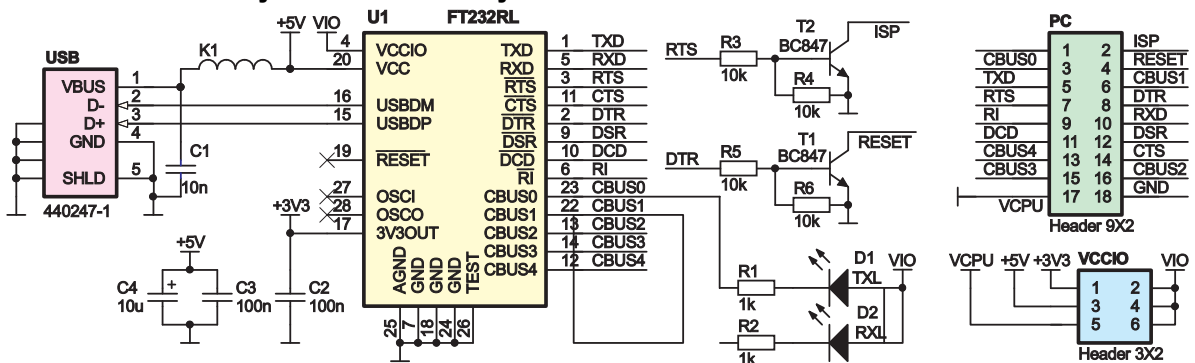 USB
VBUS
D-
D+
GND
SHLD
1
2
3
4
5
440247-1
K1
C1
10n
+5V
VIO
+3V3
+5V
C4
10u
+
C3
100n
C2
100n
U1
FT232RL
4 VCCIO
20 VCC
16 USBDM
15 USBDP
19 RESET
27 OSCI
28 OSCO
17 3V3OUT
TXD 1 TXD
RXD 5 RXD
RTS 3 RTS
CTS 11 CTS
DTR 2 DTR
DSR 9 DSR
DCD 10 DCD
RI 6 RI
CBUS0 23 CBUS0
CBUS1 22 CBUS1
CBUS2 13 CBUS2
CBUS3 14 CBUS3
CBUS4 12 CBUS4
AGND
GND
GND
GND
TEST
25
7
18
24
26
RTS
R3
10k
T2
BC847
R4
10k
ISP
DTR
R5
10k
T1
BC847
R6
10k
RESET
R1
1k
D1
TXL
VIO
R2
1k
D2
RXL
PC
1 2 ISP
CBUS0 3 4 RESET
TXD 5 6 CBUS1
RTS 7 8 DTR
RI 9 10 RXD
DCD 11 12 DSR
CBUS4 13 14 CTS
CBUS3 15 16 CBUS2
VCPU 17 18 GND
Header 9X2
VCPU +5V +3V3 VCCIO VIO
1 2
3 4
5 6
Header 3X2